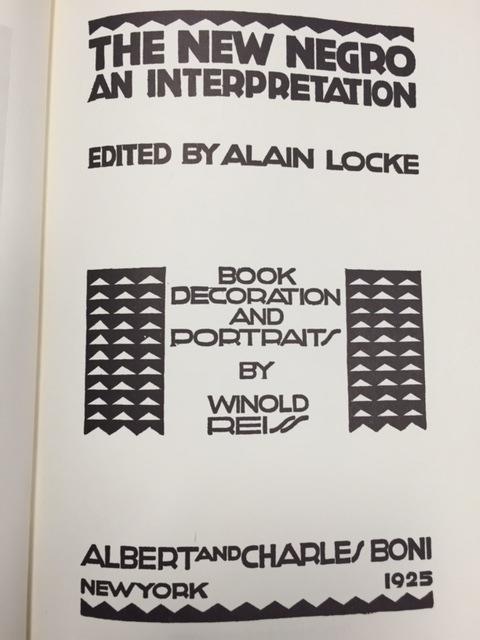 THE NEW NEGRO
AN INTERPRETATION
EDITED BY ALAIN LOCKE
BOOK
DECORATION
AND
PORTRAITS
BY
WINOLD
REISS
ALBERT AND CHARLES BONI
NEW YORK 1925